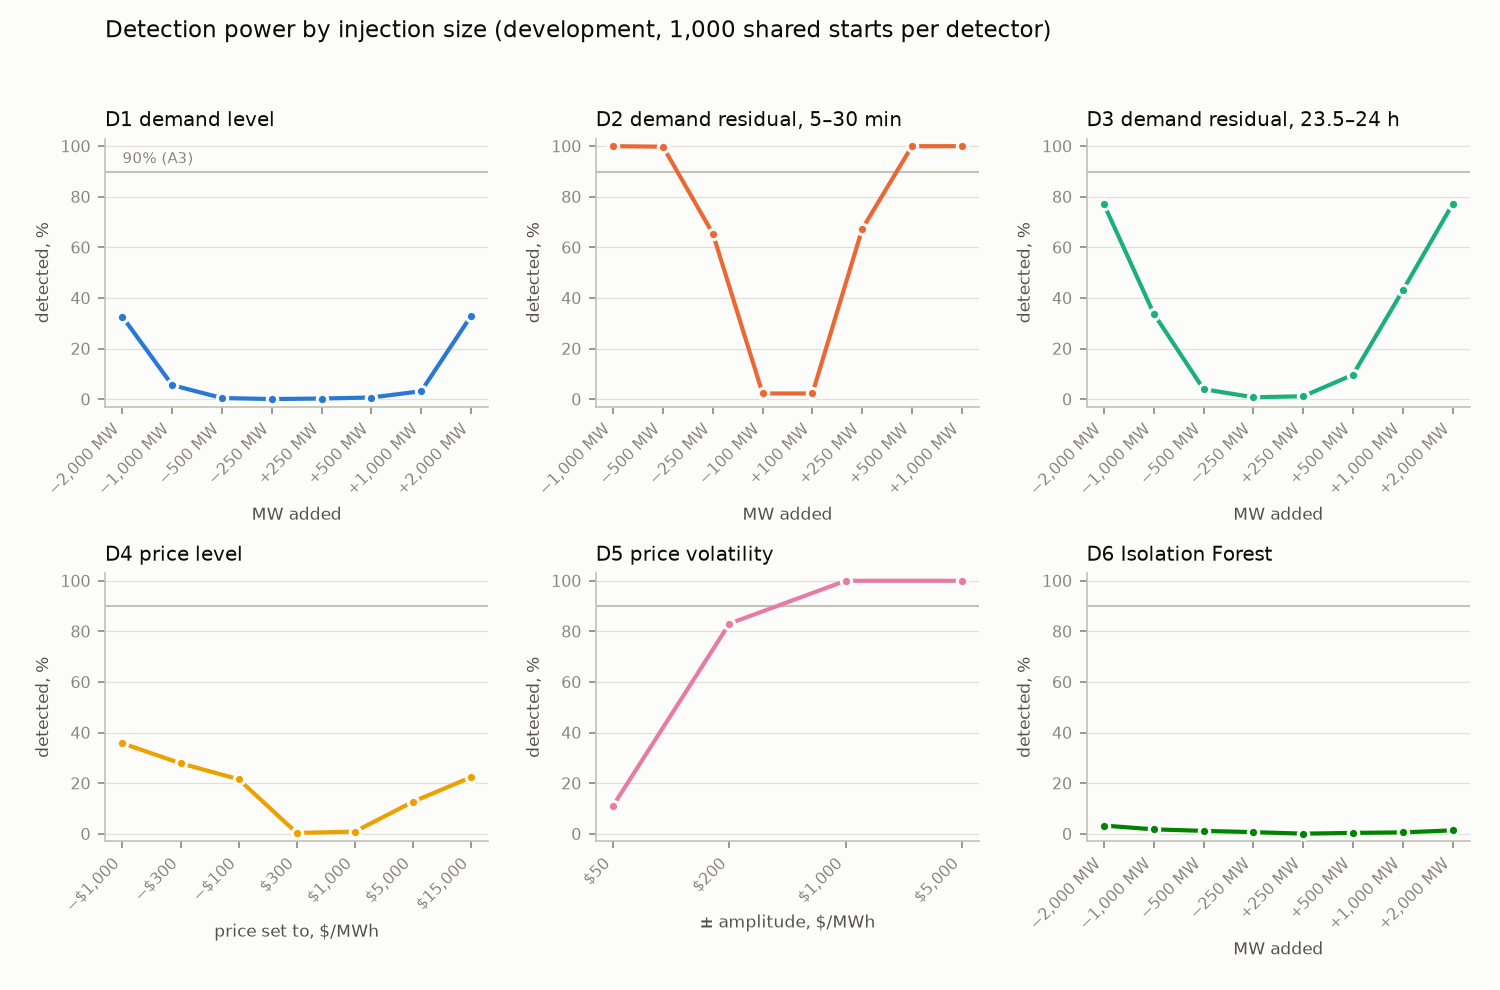 Detection power by injection size (development, 1,000 shared starts per detector)
D1 demand level
100
80
60
40
20
0
90% (A3)
detected, %
−2,000 MW
−1,000 MW
−500 MW
−250 MW
+250 MW
+500 MW
+1,000 MW
+2,000 MW
MW added
D2 demand residual, 5–30 min
100
80
60
40
20
0
detected, %
−1,000 MW
−500 MW
−250 MW
−100 MW
+100 MW
+250 MW
+500 MW
+1,000 MW
MW added
D3 demand residual, 23.5–24 h
100
80
60
40
20
0
detected, %
−2,000 MW
−1,000 MW
−500 MW
−250 MW
+250 MW
+500 MW
+1,000 MW
+2,000 MW
MW added
D4 price level
100
80
60
40
20
0
detected, %
−$1,000
−$300
−$100
$300
$1,000
$5,000
$15,000
price set to, $/MWh
D5 price volatility
100
80
60
40
20
0
detected, %
$50
$200
$1,000
$5,000
± amplitude, $/MWh
D6 Isolation Forest
100
80
60
40
20
0
detected, %
−2,000 MW
−1,000 MW
−500 MW
−250 MW
+250 MW
+500 MW
+1,000 MW
+2,000 MW
MW added